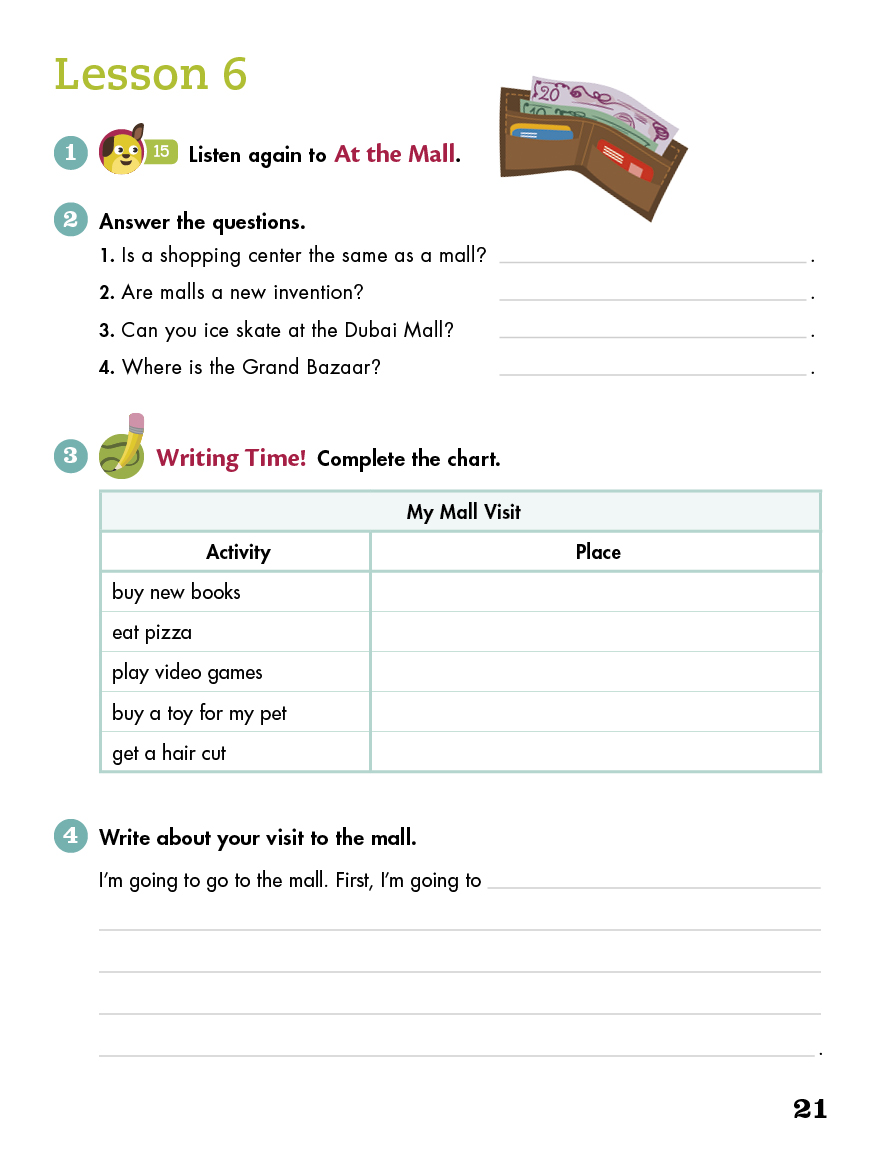 Lesson 6
20
10
1 15 Listen again to At the Mall.
2 Answer the questions.
1. Is a shopping center the same as a mall? .
2. Are malls a new invention? .
3. Can you ice skate at the Dubai Mall? .
4. Where is the Grand Bazaar? .
3 Writing Time! Complete the chart.
My Mall Visit
Activity Place
buy new books
eat pizza
play video games
buy a toy for my pet
get a hair cut
4 Write about your visit to the mall.
I'm going to go to the mall. First, I'm going to
.
21